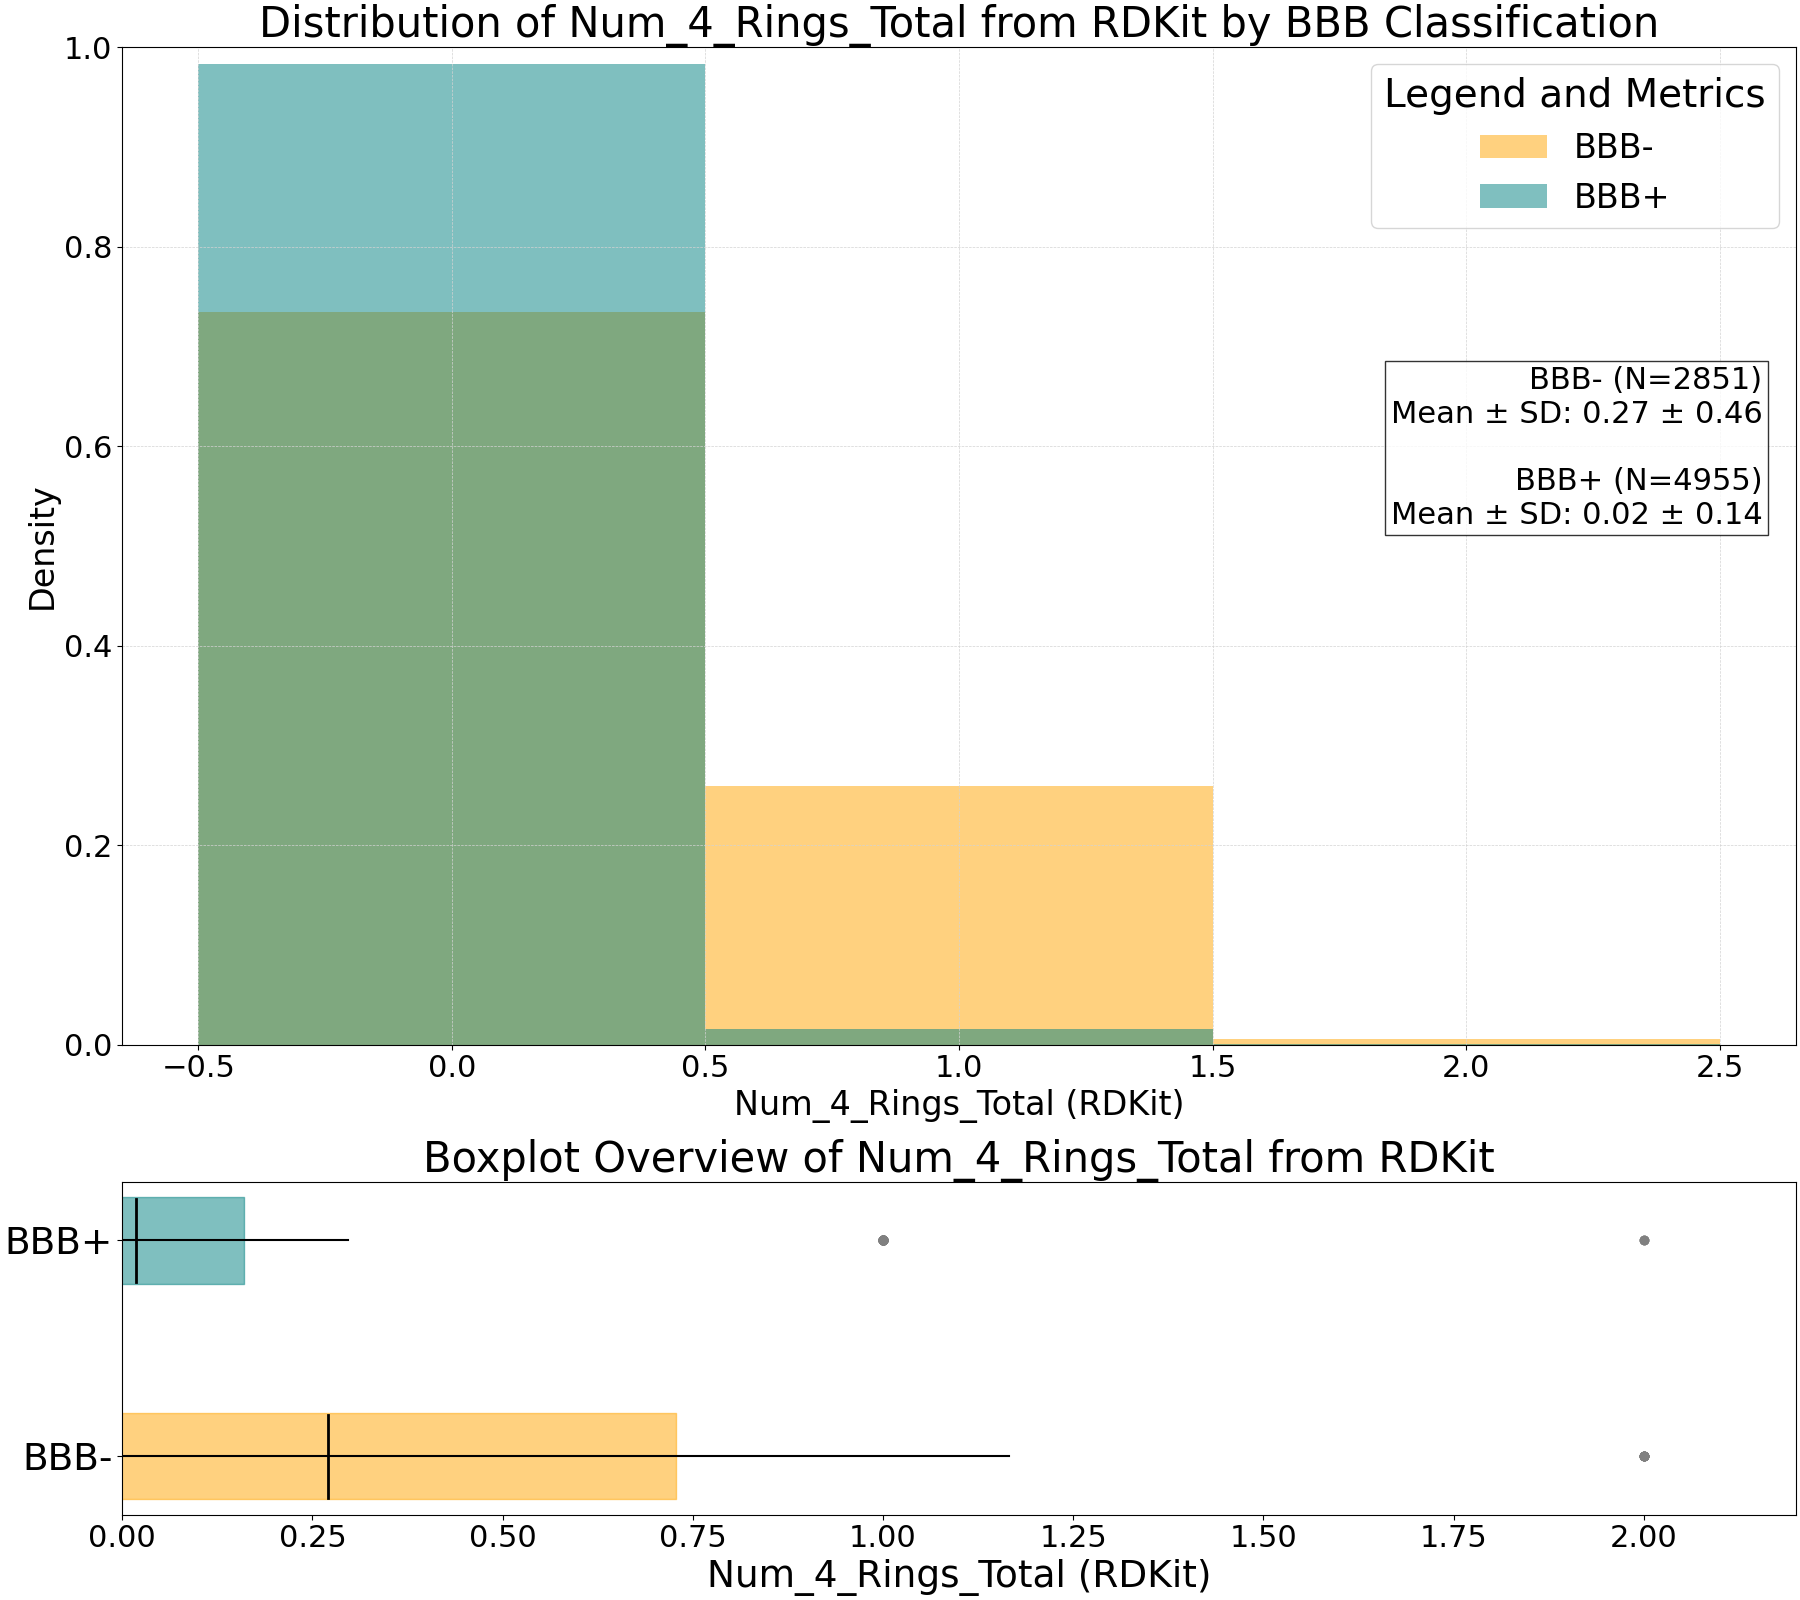 Distribution of Num_4_Rings_Total from RDKit by BBB Classification
1.0
0.8
0.6
0.4
0.2
0.0
Density
Legend and Metrics
BBB-
BBB+
BBB- (N=2851)
Mean ± SD: 0.27 ± 0.46
BBB+ (N=4955)
Mean ± SD: 0.02 ± 0.14
−0.5 0.0 0.5 1.0 1.5 2.0 2.5
Num_4_Rings_Total (RDKit)
Boxplot Overview of Num_4_Rings_Total from RDKit
BBB+
BBB-
0.00 0.25 0.50 0.75 1.00 1.25 1.50 1.75 2.00
Num_4_Rings_Total (RDKit)